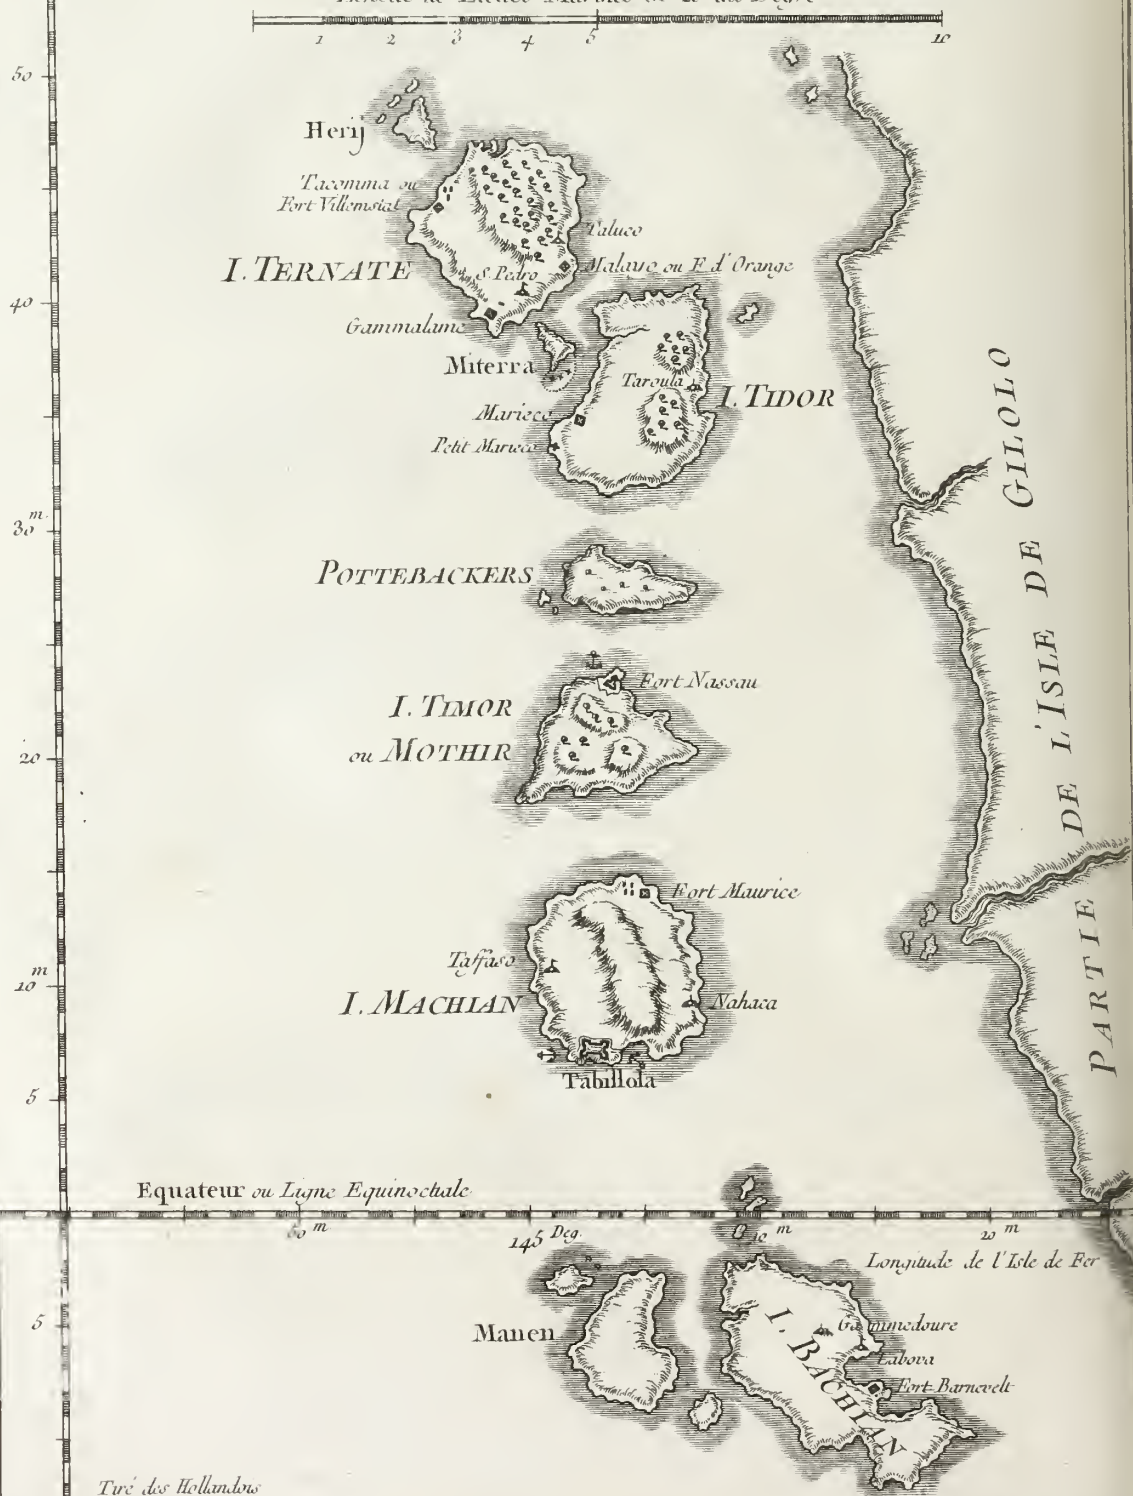 1 2 3 4 5 10
50
Herij
Tacomma ou
Fort Villemsiat
Taluco
I. TERNATE
S. Pedro
Malayo ou F. d'Orange
40
Gammalame
Miterra
Taroula
I. TIDOR
Marieco
Petit Marieco
30 m
POTTEBACKERS
PARTIE DE L'ISLE DE GILOLO
Fort Nassau
I. TIMOR
ou MOTHIR
20
Fort Maurice
Taffaso
10 m
I. MACHIAN
Nahaca
Tabillola
5
Equateur ou Ligne Equinoctiale
50 m
145 Deg.
10 m
20 m
Longitude de l'Isle de Fer
5
Manen
I. BACHIAN
Gammedoure
Labova
Fort Barnevelt
Tiré des Hollandois